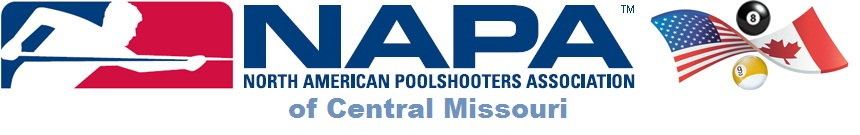 NAPA™
NORTH AMERICAN POOLSHOOTERS ASSOCIATION
of Central Missouri
8
9